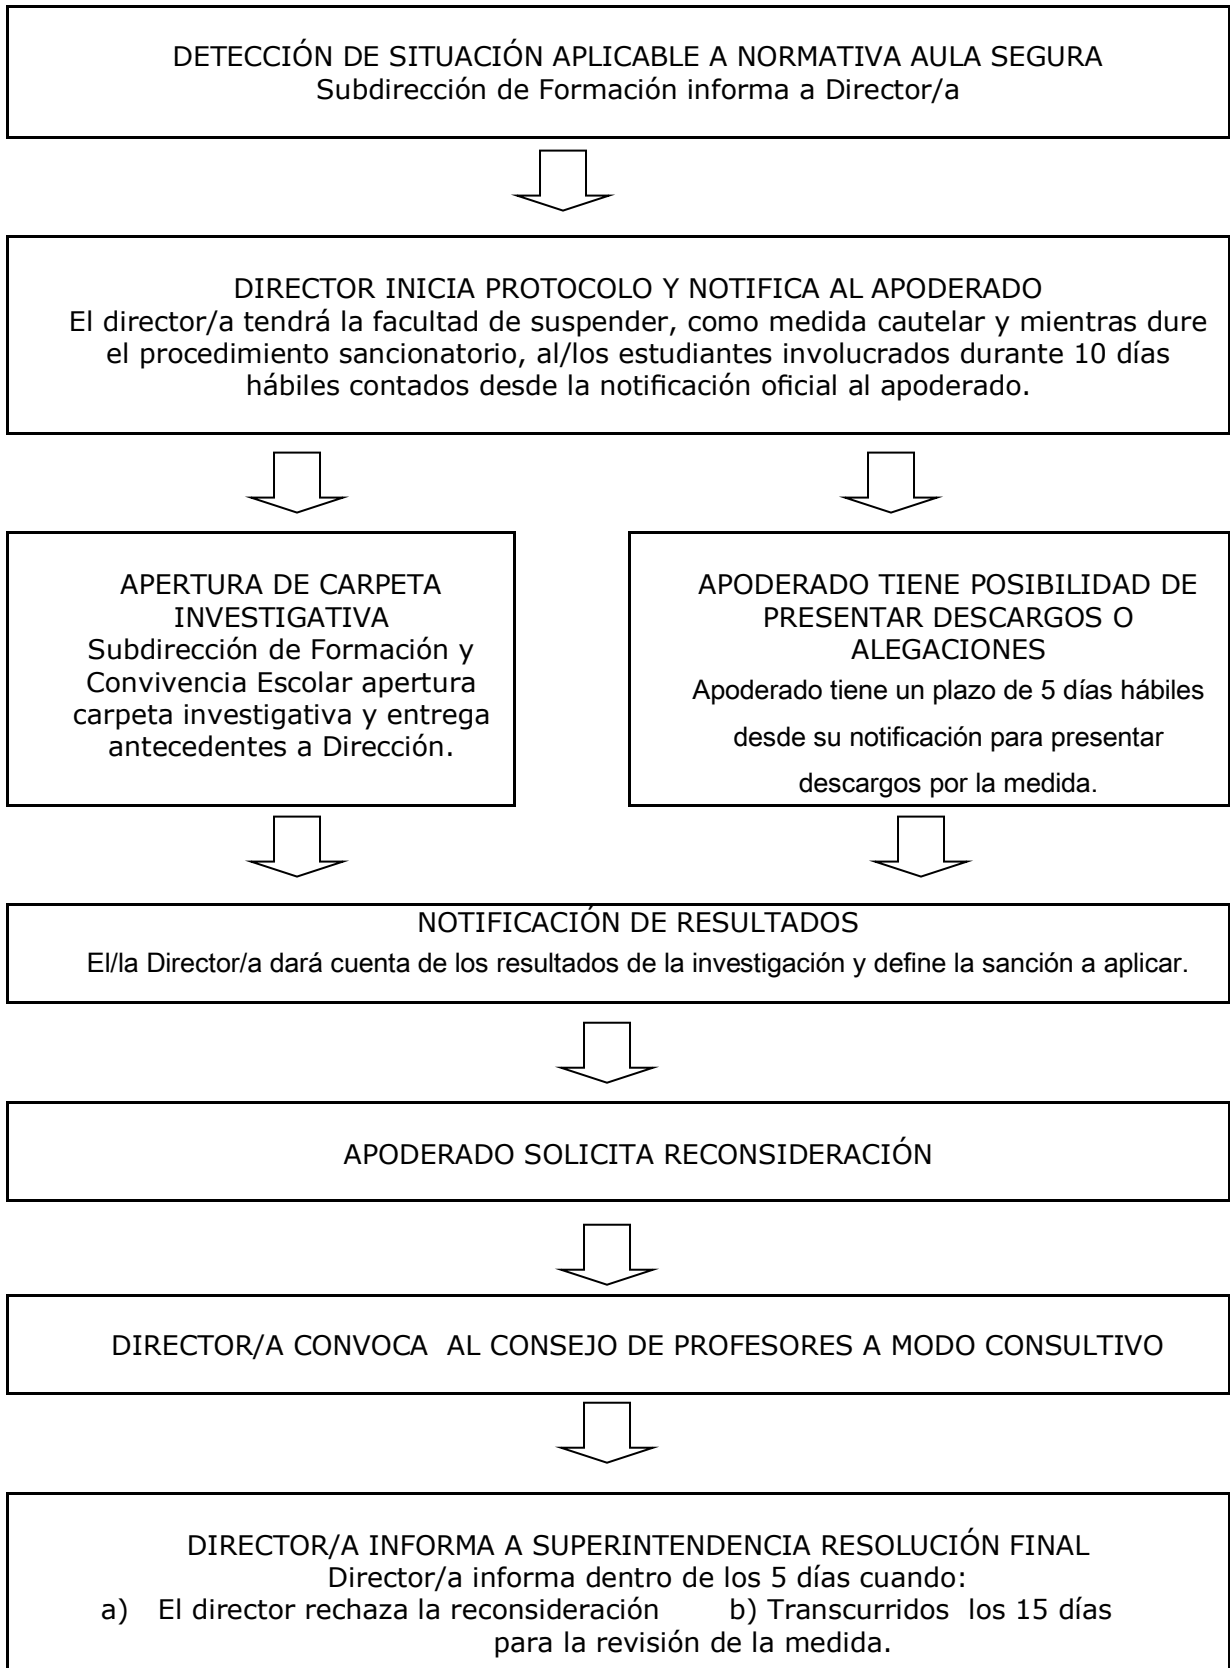 DETECCIÓN DE SITUACIÓN APLICABLE A NORMATIVA AULA SEGURA
Subdirección de Formación informa a Director/a
DIRECTOR INICIA PROTOCOLO Y NOTIFICA AL APODERADO
El director/a tendrá la facultad de suspender, como medida cautelar y mientras dure
el procedimiento sancionatorio, al/los estudiantes involucrados durante 10 días
hábiles contados desde la notificación oficial al apoderado.
APERTURA DE CARPETA
INVESTIGATIVA
Subdirección de Formación y
Convivencia Escolar apertura
carpeta investigativa y entrega
antecedentes a Dirección.
APODERADO TIENE POSIBILIDAD DE
PRESENTAR DESCARGOS O
ALEGACIONES
Apoderado tiene un plazo de 5 días hábiles
desde su notificación para presentar
descargos por la medida.
NOTIFICACIÓN DE RESULTADOS
El/la Director/a dará cuenta de los resultados de la investigación y define la sanción a aplicar.
APODERADO SOLICITA RECONSIDERACIÓN
DIRECTOR/A CONVOCA AL CONSEJO DE PROFESORES A MODO CONSULTIVO
DIRECTOR/A INFORMA A SUPERINTENDENCIA RESOLUCIÓN FINAL
Director/a informa dentro de los 5 días cuando:
a) El director rechaza la reconsideración b) Transcurridos los 15 días
para la revisión de la medida.